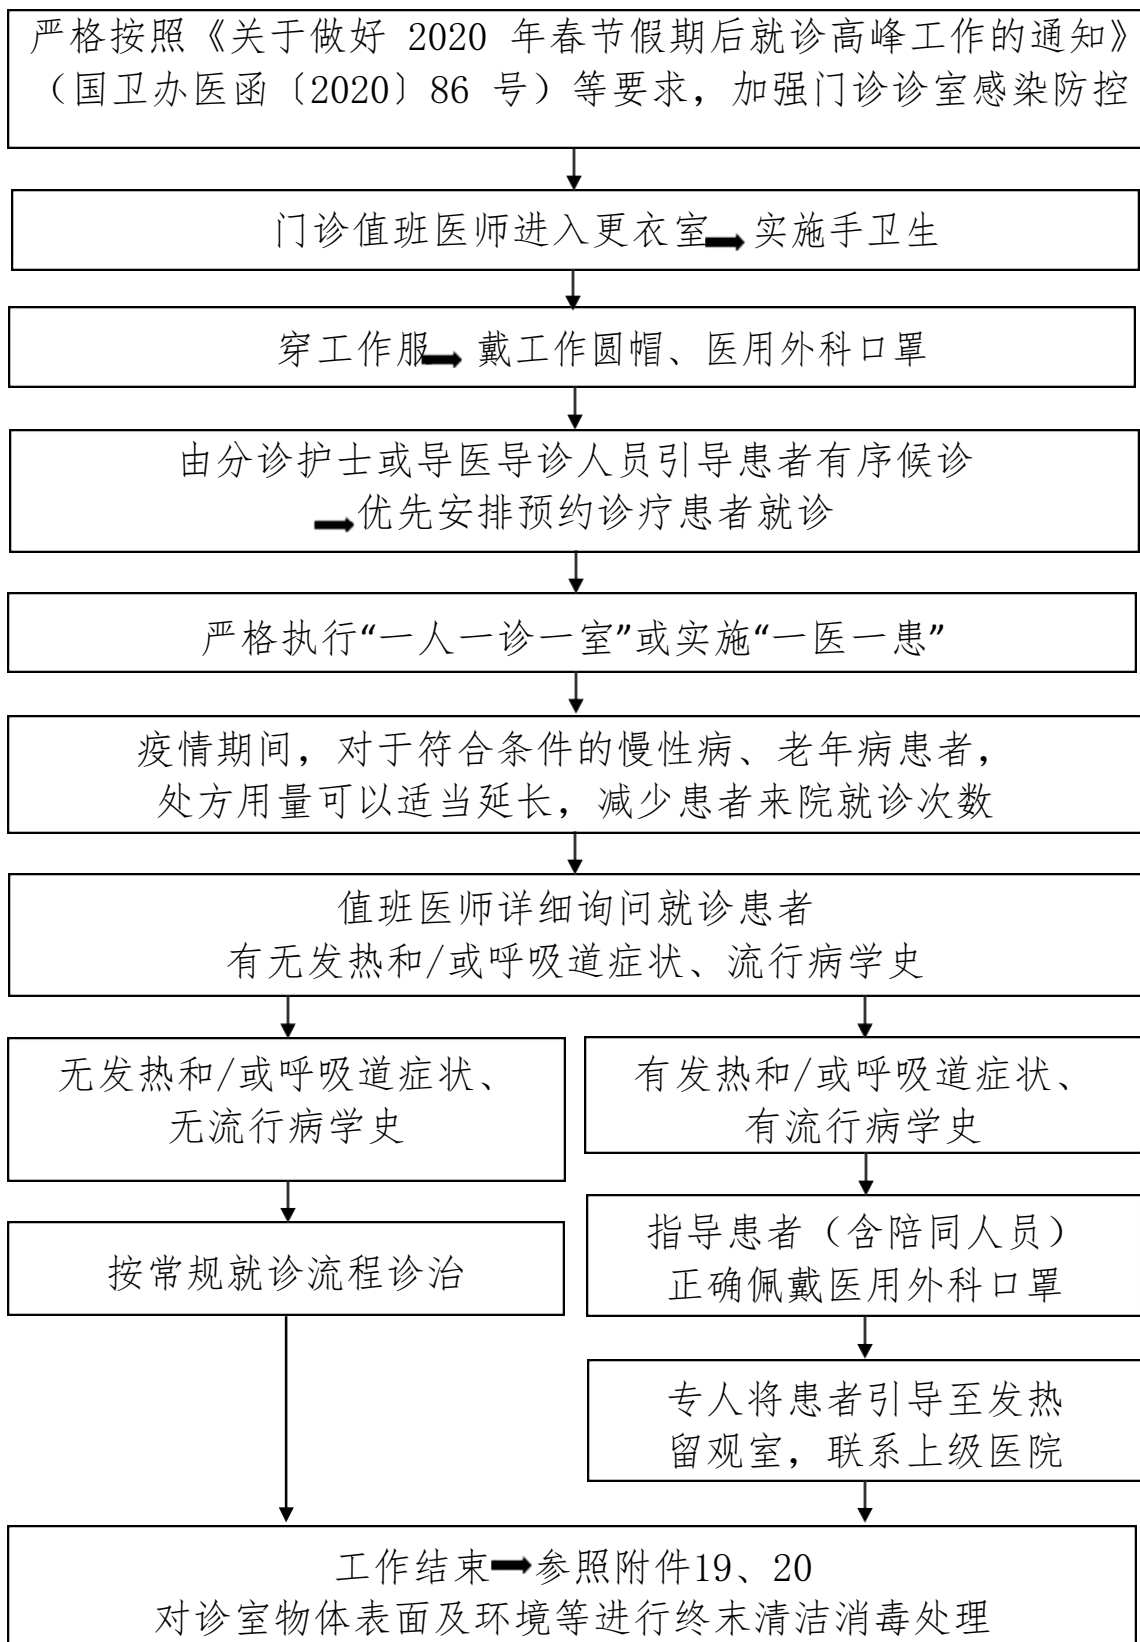 严格按照《关于做好 2020 年春节假期后就诊高峰工作的通知》
（国卫办医函〔2020〕86 号）等要求，加强门诊诊室感染防控
门诊值班医师进入更衣室➡实施手卫生
穿工作服➡戴工作圆帽、医用外科口罩
由分诊护士或导医导诊人员引导患者有序候诊
➡优先安排预约诊疗患者就诊
严格执行“一人一诊一室”或实施“一医一患”
疫情期间，对于符合条件的慢性病、老年病患者，
处方用量可以适当延长，减少患者来院就诊次数
值班医师详细询问就诊患者
有无发热和/或呼吸道症状、流行病学史
无发热和/或呼吸道症状、
无流行病学史
按常规就诊流程诊治
有发热和/或呼吸道症状、
有流行病学史
指导患者（含陪同人员）
正确佩戴医用外科口罩
专人将患者引导至发热
留观室，联系上级医院
工作结束➡参照附件19、20
对诊室物体表面及环境等进行终末清洁消毒处理